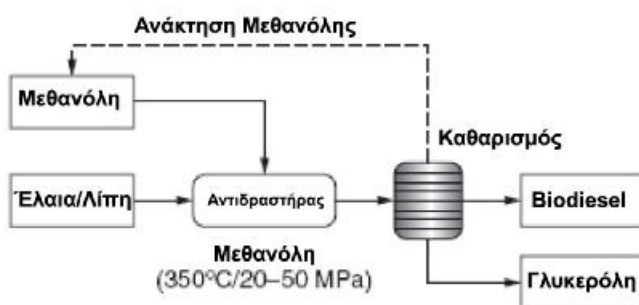 Ανάκτηση Μεθανόλης
Μεθανόλη
Καθαρισμός
Έλαια/Λίπη
Αντιδραστήρας
Biodiesel
Μεθανόλη
(350°C/20–50 MPa)
Γλυκερόλη